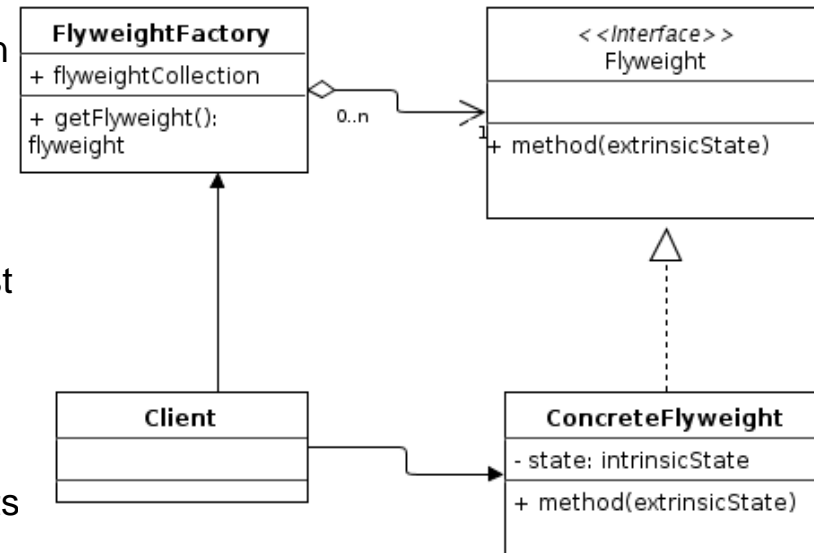 FlyweightFactory
+ flyweightCollection
+ getFlyweight():
flyweight
0..n
1
<<Interface>>
Flyweight
+ method(extrinsicState)
Client
ConcreteFlyweight
- state: intrinsicState
+ method(extrinsicState)